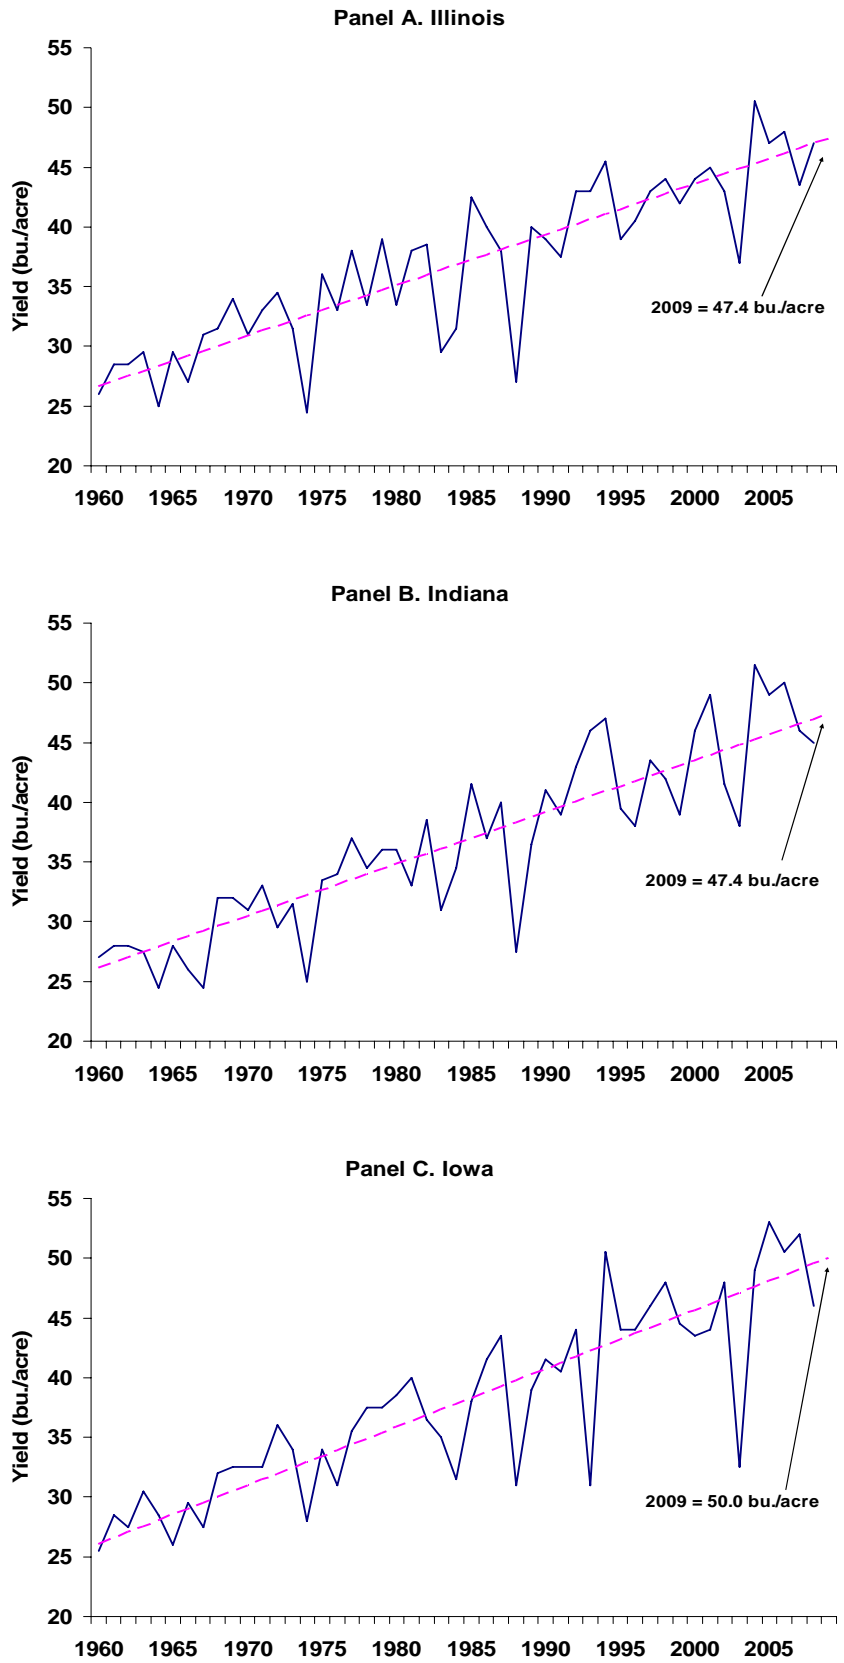 Panel A. Illinois
55
50
45
40
35
30
25
20
Yield (bu./acre)
2009 = 47.4 bu./acre
1960 1965 1970 1975 1980 1985 1990 1995 2000 2005
Panel B. Indiana
55
50
45
40
35
30
25
20
Yield (bu./acre)
2009 = 47.4 bu./acre
1960 1965 1970 1975 1980 1985 1990 1995 2000 2005
Panel C. Iowa
55
50
45
40
35
30
25
20
Yield (bu./acre)
2009 = 50.0 bu./acre
1960 1965 1970 1975 1980 1985 1990 1995 2000 2005